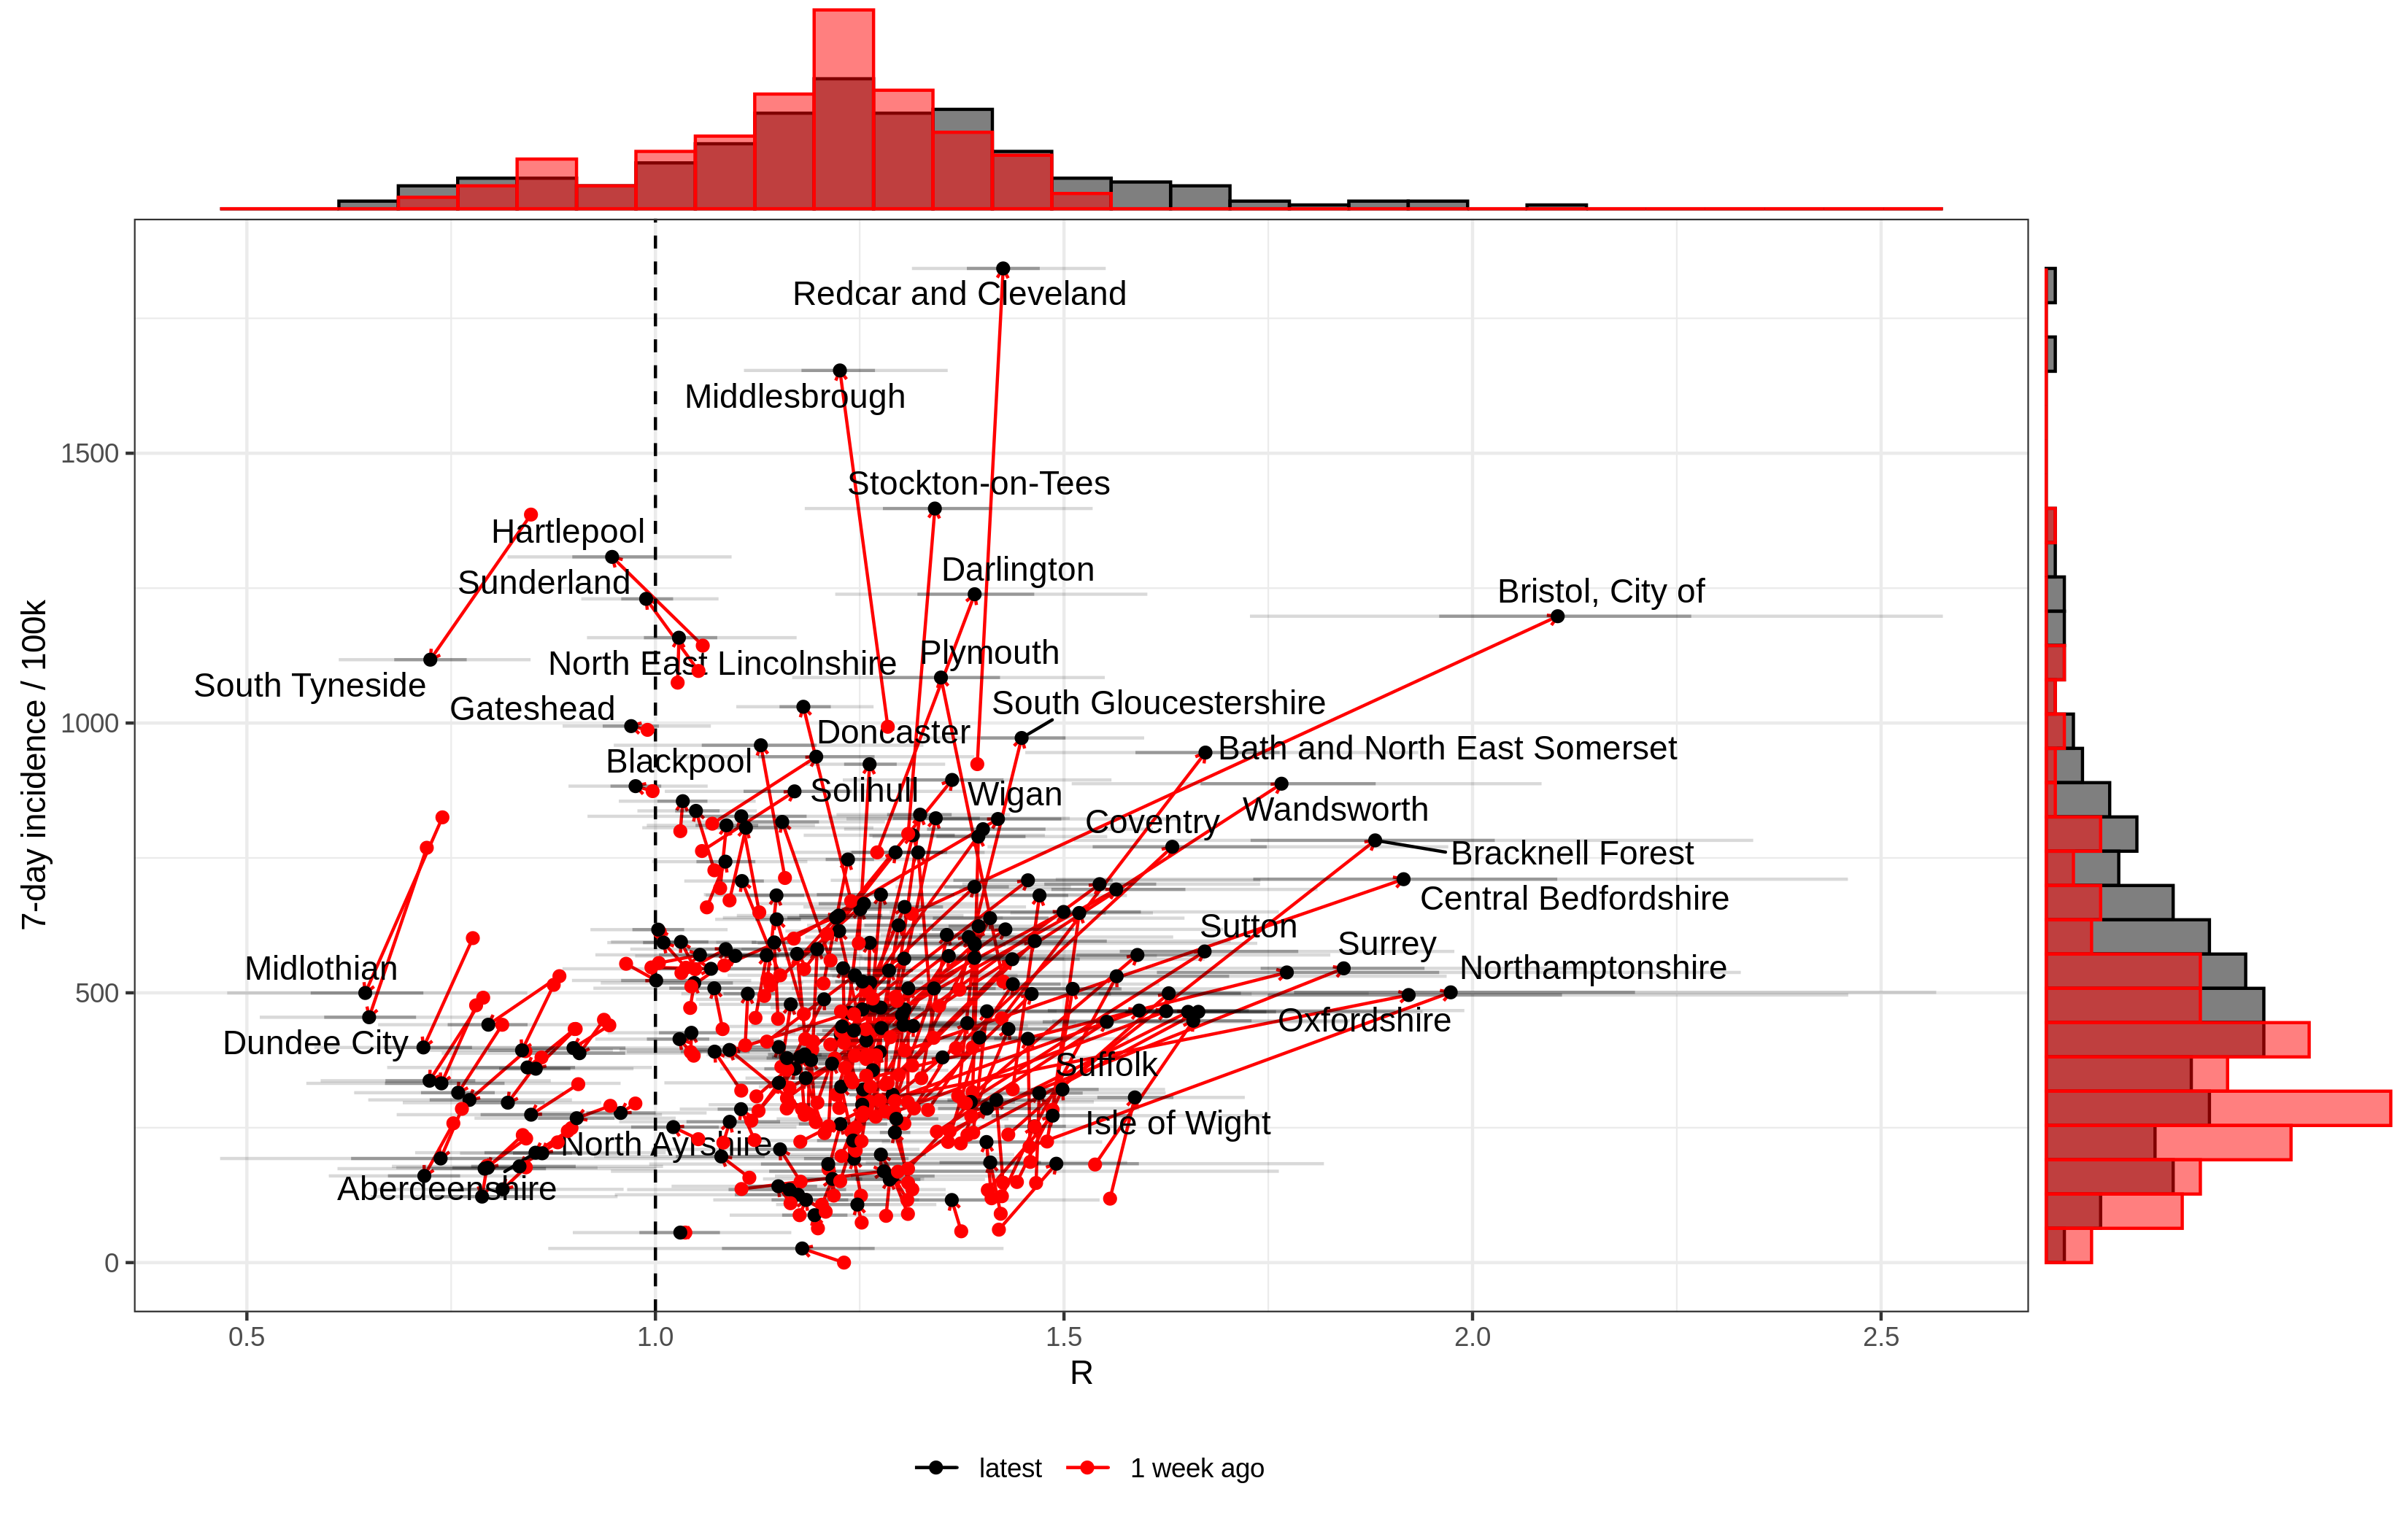 Redcar and Cleveland
Middlesbrough
1500
Stockton-on-Tees
Hartlepool
Sunderland
Darlington
Bristol, City of
North East Lincolnshire
Plymouth
South Tyneside
Gateshead
South Gloucestershire
1000
Doncaster
Blackpool
Bath and North East Somerset
Solihull
Wigan
Wandsworth
Coventry
Bracknell Forest
Central Bedfordshire
Sutton
Surrey
Midlothian
Northamptonshire
500
Oxfordshire
Dundee City
Suffolk
Isle of Wight
North Ayrshire
Aberdeenshire
0
7-day incidence / 100k
0.5 1.0 1.5 2.0 2.5
R
latest 1 week ago